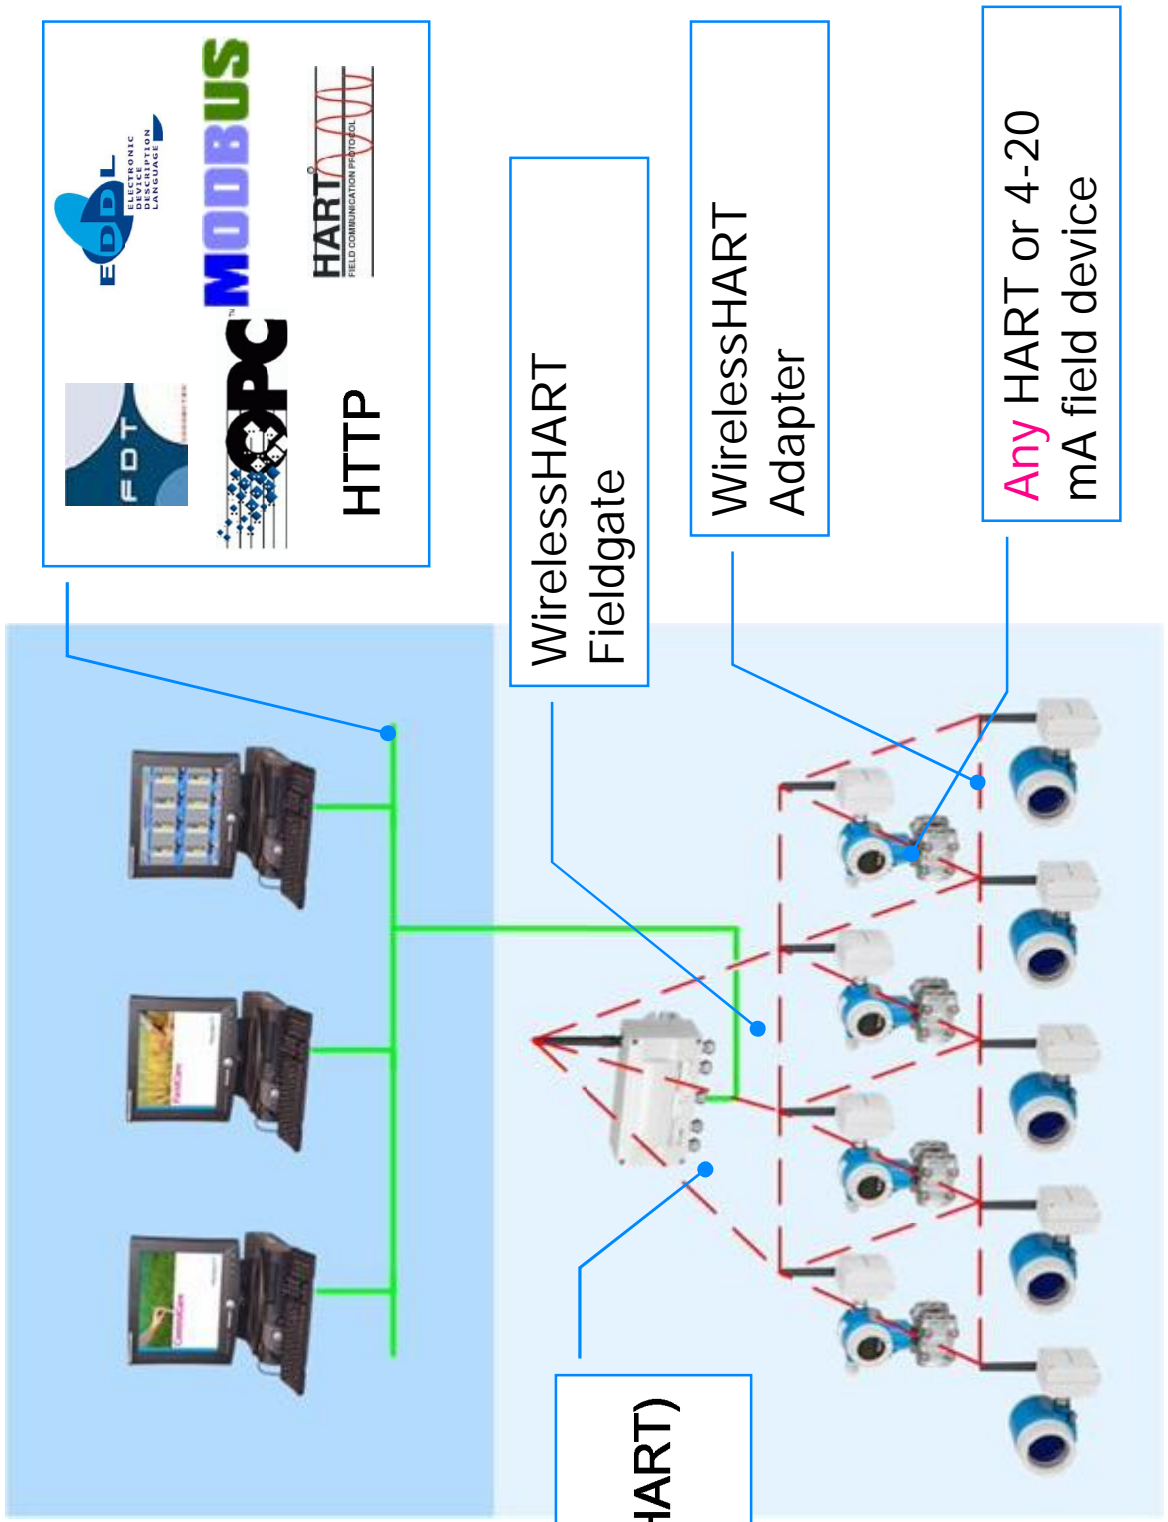 FDT
EDDL
ELECTRONIC
DEVICE
DESCRIPTION
LANGUAGE
OPC
TM
MODBUS
HTTP
HART
FIELD COMMUNICATION PROTOCOL
WirelessHART
Fieldgate
WirelessHART
Adapter
Any HART or 4-20
mA field device
HART)